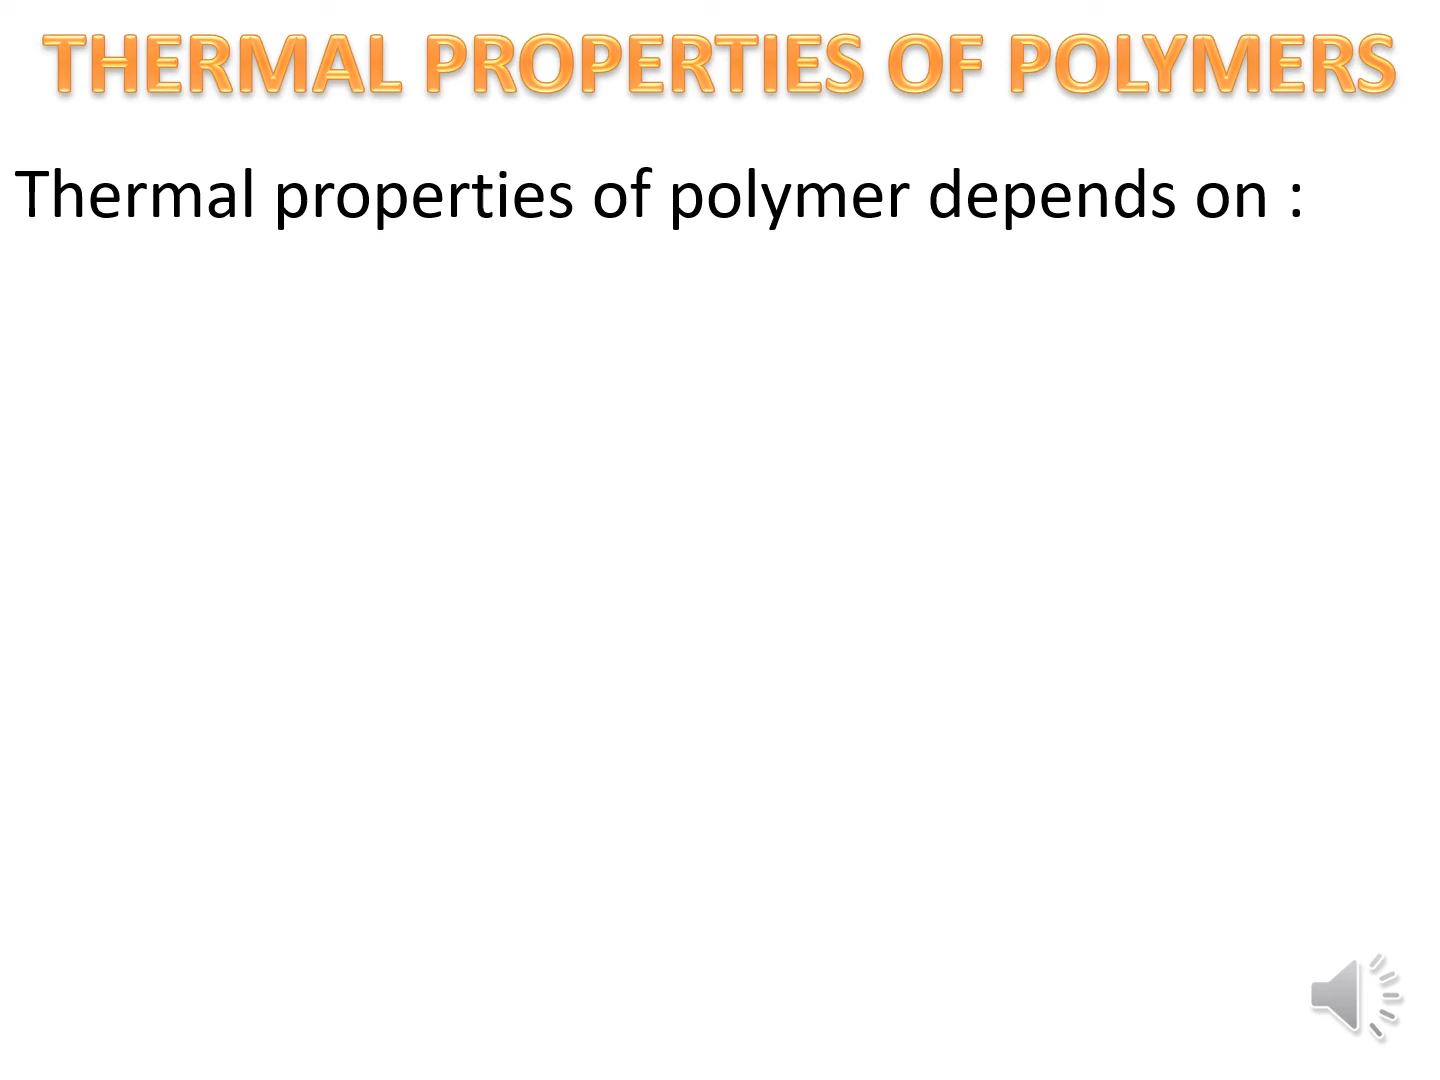 THERMAL PROPERTIES OF POLYMERS
Thermal properties of polymer depends on :